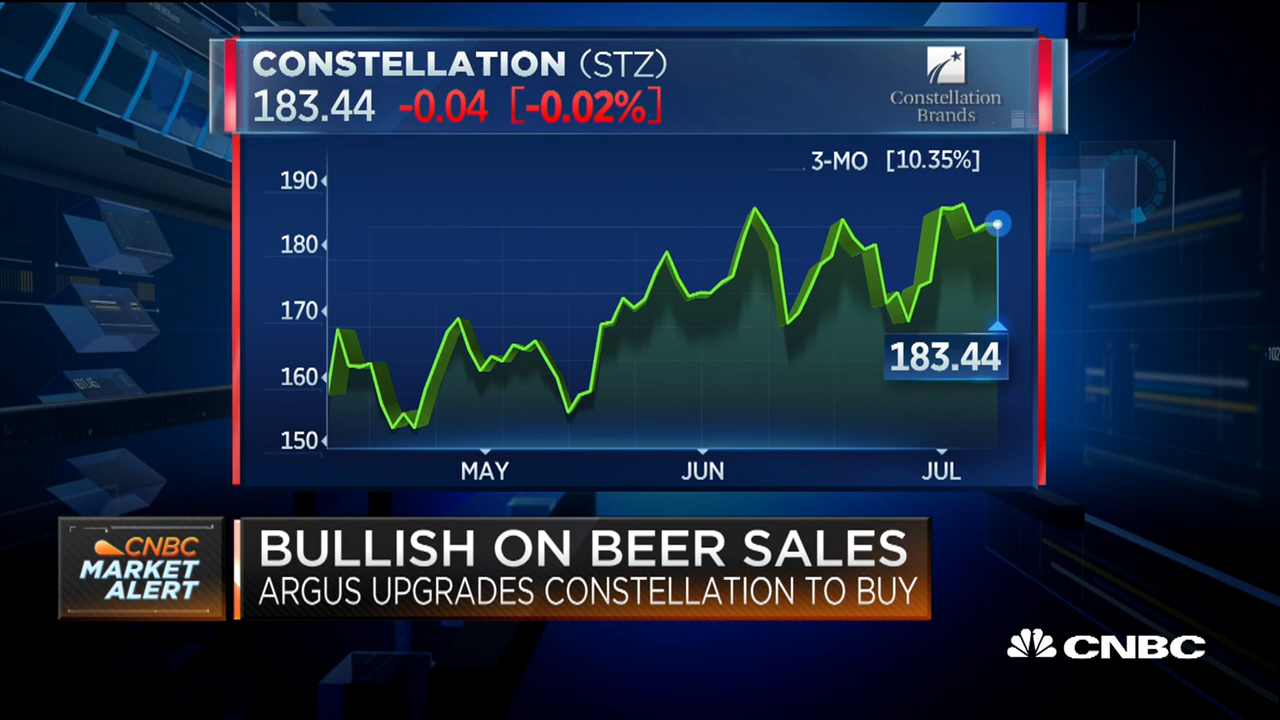 CONSTELLATION (STZ)
183.44 -0.04 [-0.02%]
Constellation
Brands
3-MO [10.35%]
190
180
170
160
150
183.44
MAY JUN JUL
CNBC
MARKET
ALERT
BULLISH ON BEER SALES
ARGUS UPGRADES CONSTELLATION TO BUY
CNBC